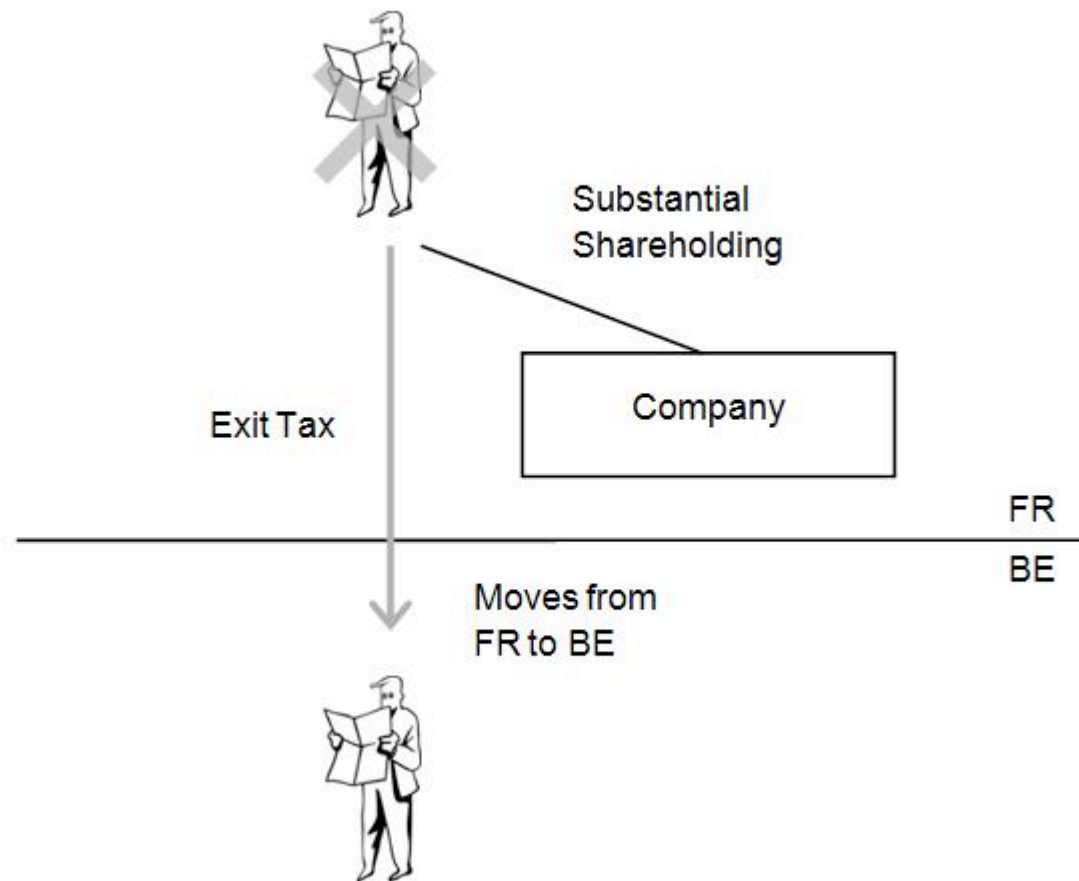 Substantial
Shareholding
Company
Exit Tax
FR
BE
Moves from
FR to BE